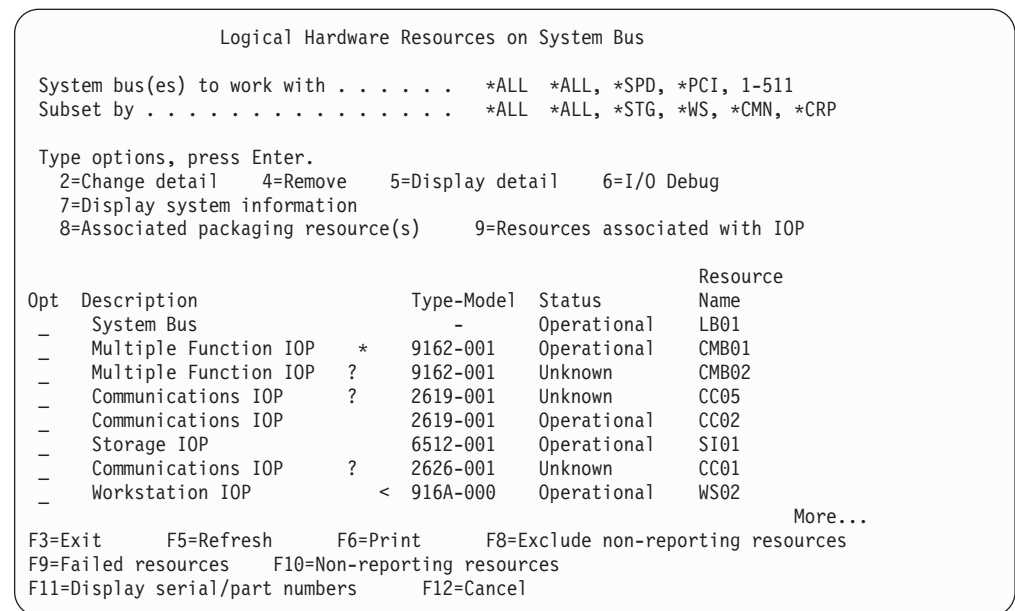 Logical Hardware Resources on System Bus
System bus(es) to work with . . . . . .   *ALL  *ALL, *SPD, *PCI, 1-511
Subset by . . . . . . . . . . . . . . .   *ALL  *ALL, *STG, *WS, *CMN, *CRP
Type options, press Enter.
2=Change detail    4=Remove    5=Display detail    6=I/O Debug
7=Display system information
8=Associated packaging resource(s)     9=Resources associated with IOP
Resource
Opt  Description                    Type-Model  Status         Name
_    System Bus                         -       Operational    LB01
_    Multiple Function IOP    *     9162-001    Operational    CMB01
_    Multiple Function IOP   ?      9162-001    Unknown        CMB02
_    Communications IOP      ?      2619-001    Unknown        CC05
_    Communications IOP             2619-001    Operational    CC02
_    Storage IOP                    6512-001    Operational    SI01
_    Communications IOP      ?      2626-001    Unknown        CC01
_    Workstation IOP            <   916A-000    Operational    WS02
More...
F3=Exit      F5=Refresh      F6=Print      F8=Exclude non-reporting resources
F9=Failed resources    F10=Non-reporting resources
F11=Display serial/part numbers      F12=Cancel